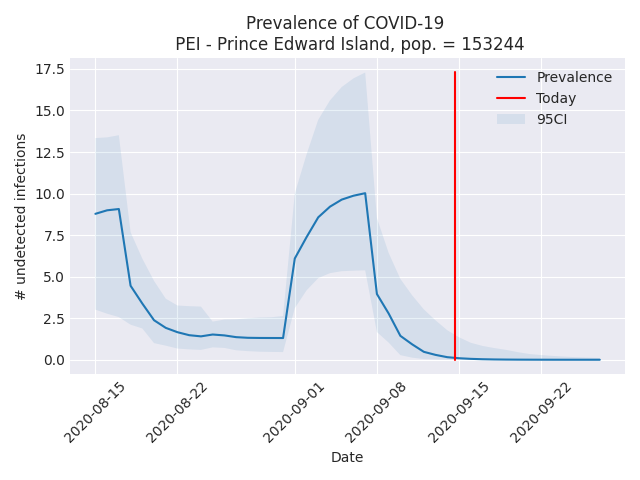 Prevalence of COVID-19
PEI - Prince Edward Island, pop. = 153244
# undetected infections
17.5
15.0
12.5
10.0
7.5
5.0
2.5
0.0
Prevalence
Today
95CI
2020-08-15
2020-08-22
2020-09-01
2020-09-08
2020-09-15
2020-09-22
Date